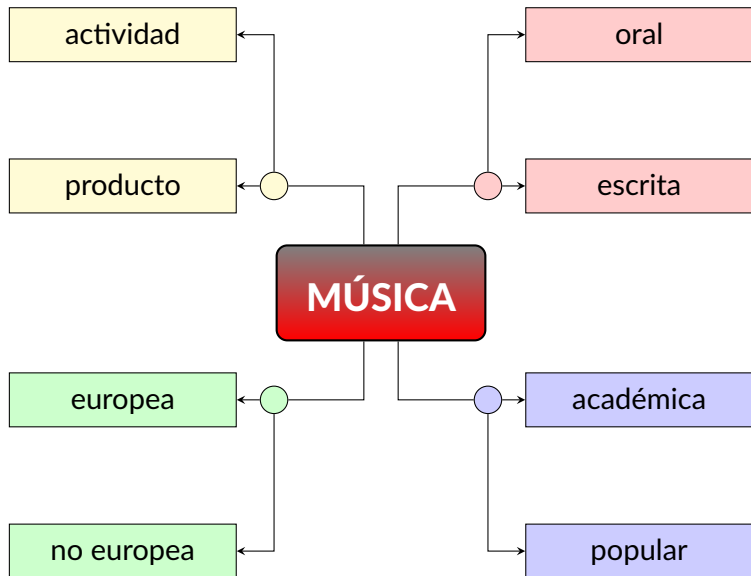 actividad
oral
producto
escrita
MÚSICA
europea
académica
no europea
popular